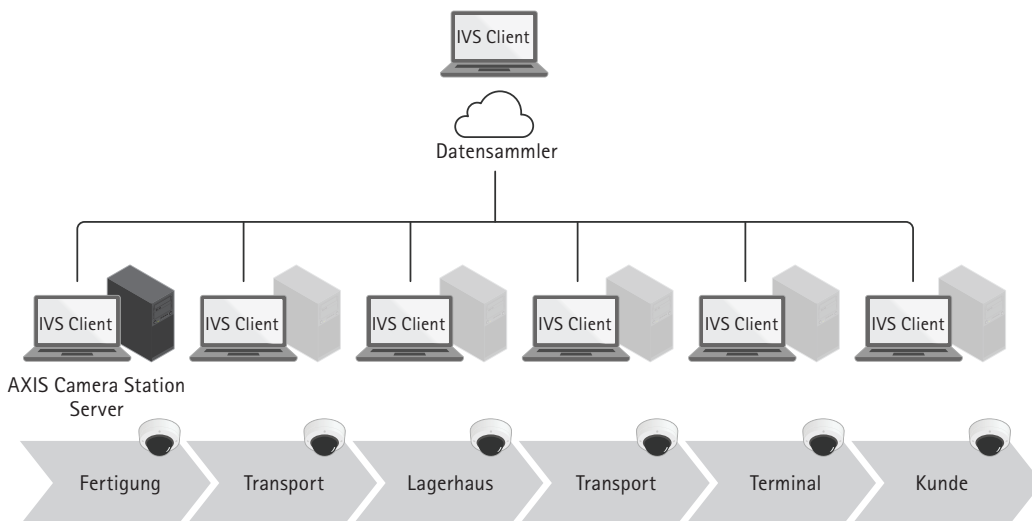 IVS Client
Datensammler
IVS Client
IVS Client
IVS Client
IVS Client
IVS Client
IVS Client
AXIS Camera Station
Server
Fertigung
Transport
Lagerhaus
Transport
Terminal
Kunde